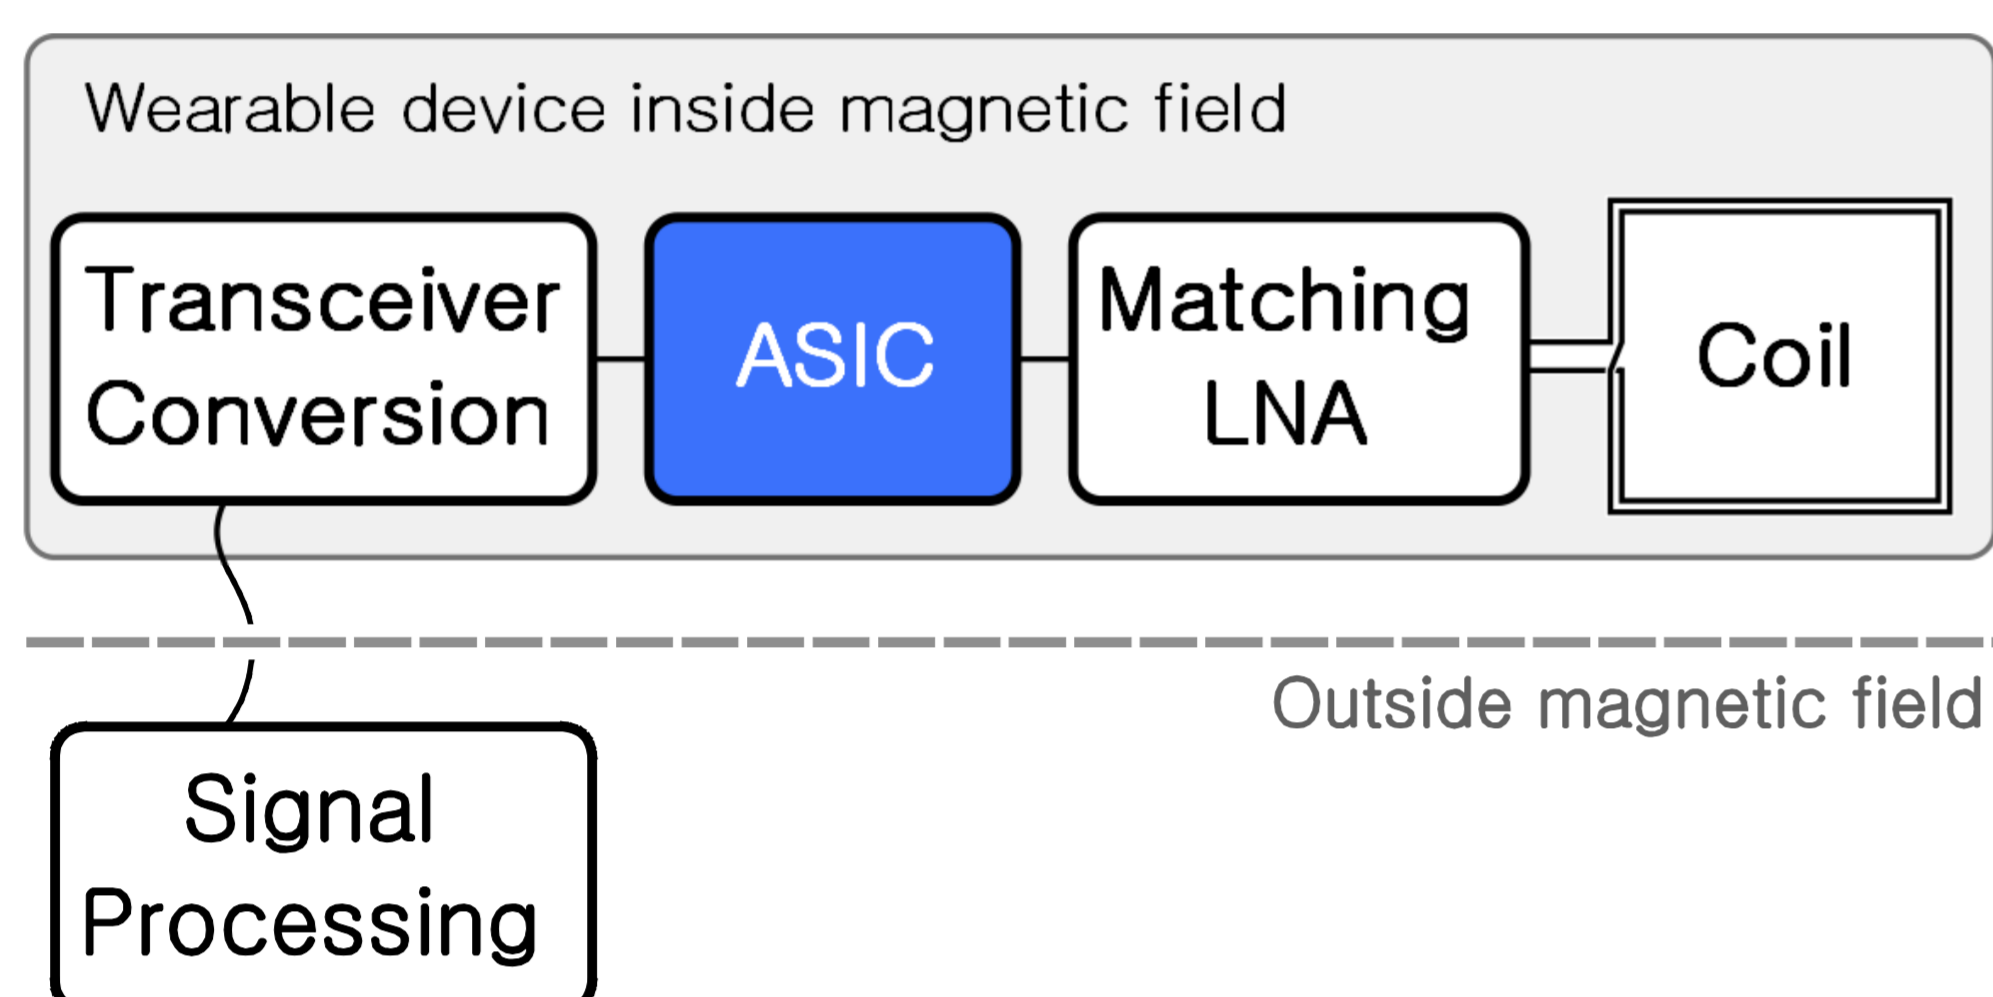 Wearable device inside magnetic field
Transceiver
Conversion
ASIC
Matching
LNA
Coil
Outside magnetic field
Signal
Processing